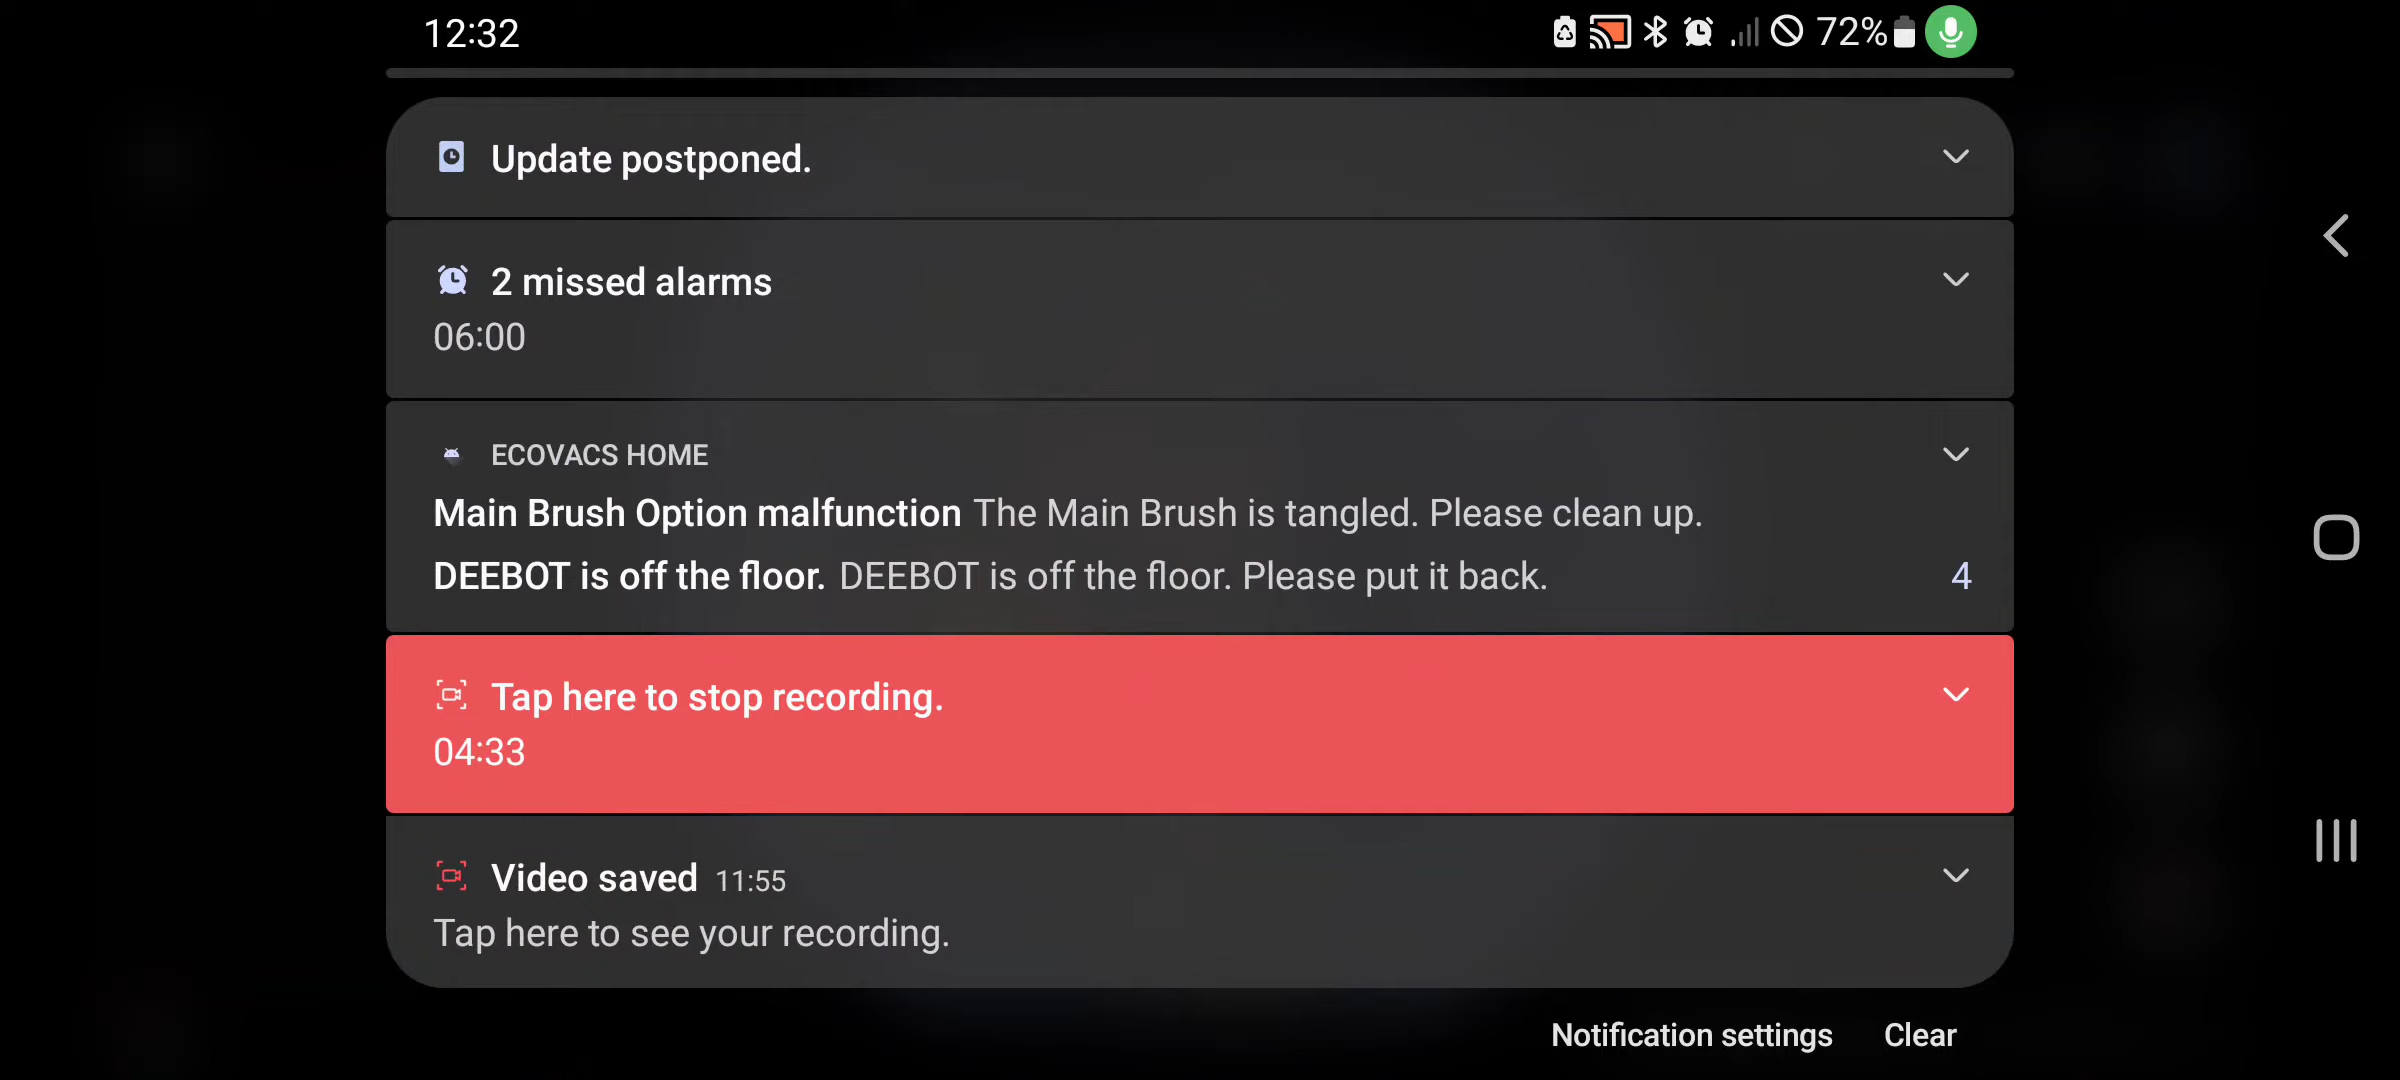 12:32
72%
Update postponed.
2 missed alarms
06:00
ECOVACS HOME
Main Brush Option malfunction The Main Brush is tangled. Please clean up.
DEEBOT is off the floor. DEEBOT is off the floor. Please put it back. 4
Tap here to stop recording.
04:33
Video saved 11:55
Tap here to see your recording.
Notification settings Clear